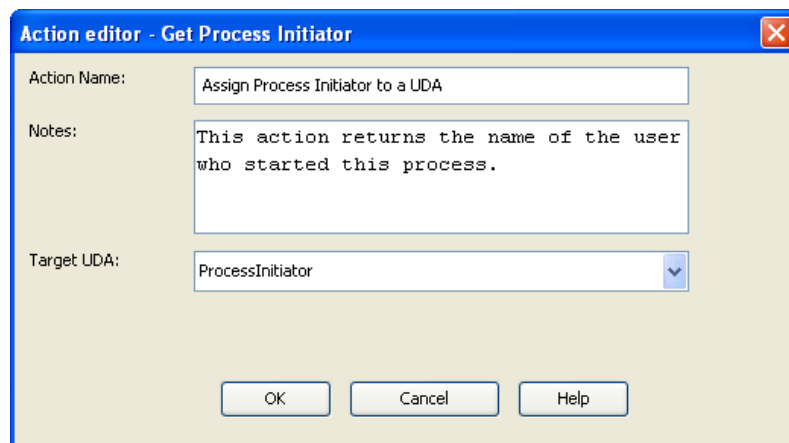 Action editor - Get Process Initiator
Action Name:
Assign Process Initiator to a UDA
Notes:
This action returns the name of the user
who started this process.
Target UDA:
ProcessInitiator
OK
Cancel
Help